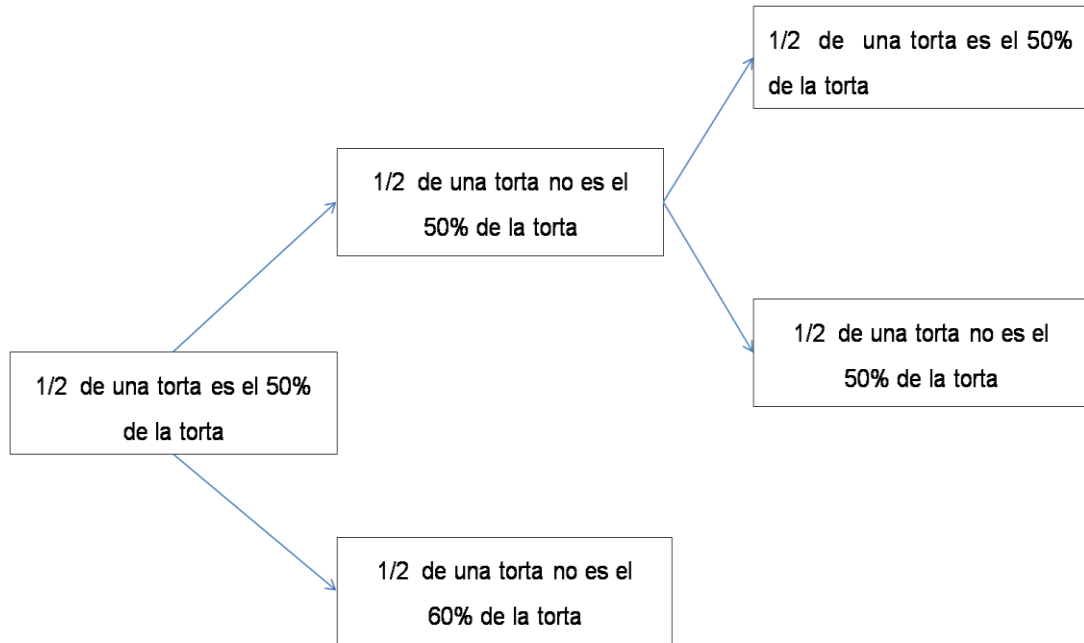 1/2 de una torta es el 50%
de la torta
1/2 de una torta no es el
50% de la torta
1/2 de una torta no es el
50% de la torta
1/2 de una torta es el 50%
de la torta
1/2 de una torta no es el
60% de la torta